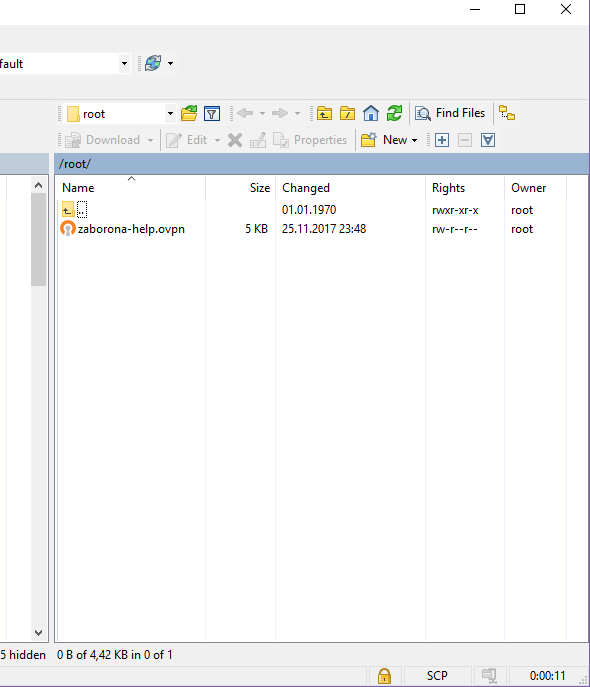 fault
root
Find Files
Download
Edit
Properties
New
/root/
Name Size Changed Rights Owner
.. 01.01.1970 rwxr-xr-x root
zaborona-help.ovpn 5 KB 25.11.2017 23:48 rw-r--r-- root
5 hidden 0 B of 4,42 KB in 0 of 1
SCP 0:00:11